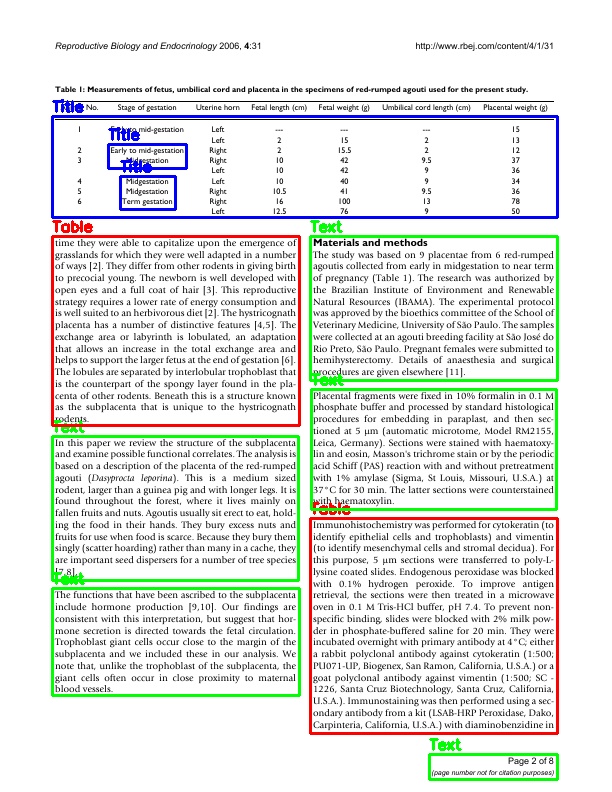 Reproductive Biology and Endocrinology 2006, 4:31 http://www.rbej.com/content/4/1/31
Table 1: Measurements of fetus, umbilical cord and placenta in the specimens of red-rumped agouti used for the present study.
Title No. Stage of gestation Uterine horn Fetal length (cm) Fetal weight (g) Umbilical cord length (cm) Placental weight (g)
1 Early to mid-gestation Left --- --- --- 15
Title
Left 2 15 2 13
2 Early to mid-gestation Right 2 15.5 2 12
3 Midgestation Right 10 42 9.5 37
Title
Left 10 42 9 36
4 Midgestation Left 10 40 9 34
5 Midgestation Right 10.5 41 9.5 36
6 Term gestation Right 16 100 13 78
Left 12.5 76 9 50
Table
time they were able to capitalize upon the emergence of
grasslands for which they were well adapted in a number
of ways [2]. They differ from other rodents in giving birth
to precocial young. The newborn is well developed with
open eyes and a full coat of hair [3]. This reproductive
strategy requires a lower rate of energy consumption and
is well suited to an herbivorous diet [2]. The hystricognath
placenta has a number of distinctive features [4,5]. The
exchange area or labyrinth is lobulated, an adaptation
that allows an increase in the total exchange area and
helps to support the larger fetus at the end of gestation [6].
The lobules are separated by interlobular trophoblast that
is the counterpart of the spongy layer found in the pla-
centa of other rodents. Beneath this is a structure known
as the subplacenta that is unique to the hystricognath
rodents.
Text
In this paper we review the structure of the subplacenta
and examine possible functional correlates. The analysis is
based on a description of the placenta of the red-rumped
agouti (Dasyprocta leporina). This is a medium sized
rodent, larger than a guinea pig and with longer legs. It is
found throughout the forest, where it lives mainly on
fallen fruits and nuts. Agoutis usually sit erect to eat, hold-
ing the food in their hands. They bury excess nuts and
fruits for use when food is scarce. Because they bury them
singly (scatter hoarding) rather than many in a cache, they
are important seed dispersers for a number of tree species
[7,8].
Text
The functions that have been ascribed to the subplacenta
include hormone production [9,10]. Our findings are
consistent with this interpretation, but suggest that hor-
mone secretion is directed towards the fetal circulation.
Trophoblast giant cells occur close to the margin of the
subplacenta and we included these in our analysis. We
note that, unlike the trophoblast of the subplacenta, the
giant cells often occur in close proximity to maternal
blood vessels.
Text
Materials and methods
The study was based on 9 placentae from 6 red-rumped
agoutis collected from early in midgestation to near term
of pregnancy (Table 1). The research was authorized by
the Brazilian Institute of Environment and Renewable
Natural Resources (IBAMA). The experimental protocol
was approved by the bioethics committee of the School of
Veterinary Medicine, University of São Paulo. The samples
were collected at an agouti breeding facility at São José do
Rio Preto, São Paulo. Pregnant females were submitted to
hemihysterectomy. Details of anaesthesia and surgical
procedures are given elsewhere [11].
Text
Placental fragments were fixed in 10% formalin in 0.1 M
phosphate buffer and processed by standard histological
procedures for embedding in paraplast, and then sec-
tioned at 5 μm (automatic microtome, Model RM2155,
Leica, Germany). Sections were stained with haematoxy-
lin and eosin, Masson's trichrome stain or by the periodic
acid Schiff (PAS) reaction with and without pretreatment
with 1% amylase (Sigma, St Louis, Missouri, U.S.A.) at
37°C for 30 min. The latter sections were counterstained
with haematoxylin.
Table
Immunohistochemistry was performed for cytokeratin (to
identify epithelial cells and trophoblasts) and vimentin
(to identify mesenchymal cells and stromal decidua). For
this purpose, 5 μm sections were transferred to poly-L-
lysine coated slides. Endogenous peroxidase was blocked
with 0.1% hydrogen peroxide. To improve antigen
retrieval, the sections were then treated in a microwave
oven in 0.1 M Tris-HCl buffer, pH 7.4. To prevent non-
specific binding, slides were blocked with 2% milk pow-
der in phosphate-buffered saline for 20 min. They were
incubated overnight with primary antibody at 4°C; either
a rabbit polyclonal antibody against cytokeratin (1:500;
PU071-UP, Biogenex, San Ramon, California, U.S.A.) or a
goat polyclonal antibody against vimentin (1:500; SC -
1226, Santa Cruz Biotechnology, Santa Cruz, California,
U.S.A.). Immunostaining was then performed using a sec-
ondary antibody from a kit (LSAB-HRP Peroxidase, Dako,
Carpinteria, California, U.S.A.) with diaminobenzidine in
Text
Page 2 of 8
(page number not for citation purposes)